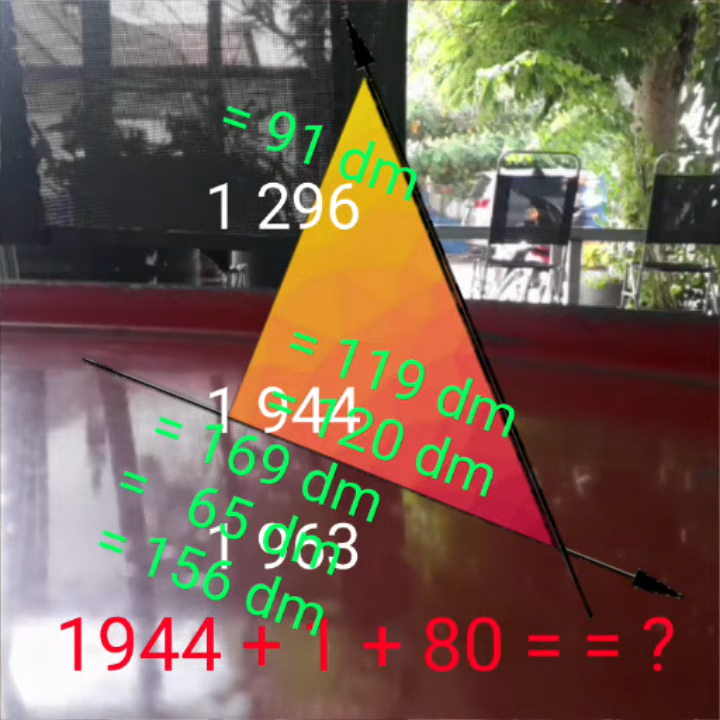 = 91 dm
1 296
= 119 dm
1 944
= 120 dm
= 169 dm
= 65 dm
1 963
= 156 dm
1944 + 1 + 80 = = ?